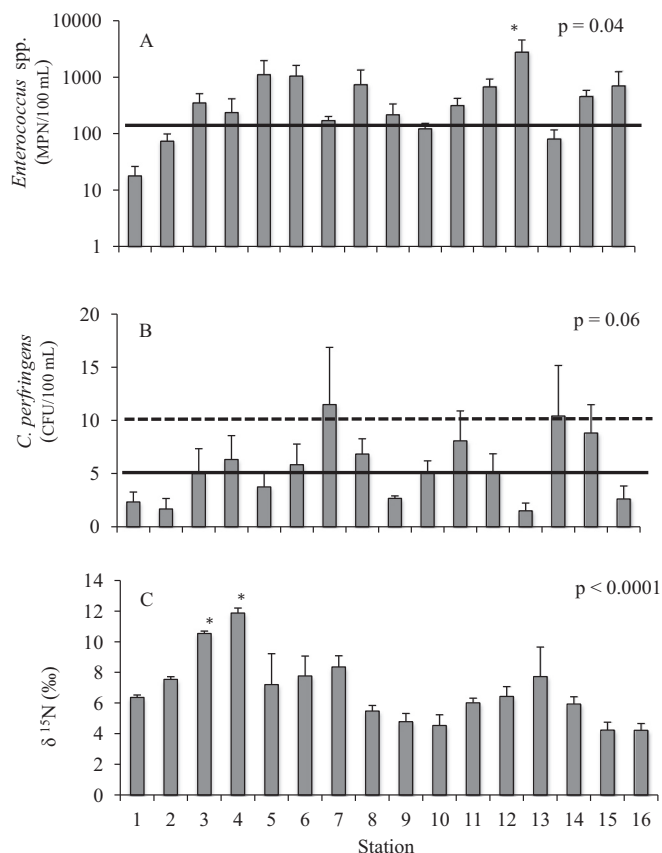 A
*
p = 0.04
Enterococcus spp.
(MPN/100 mL)
10000
1000
100
10
1
B
p = 0.06
C. perfringens
(CFU/100 mL)
20
15
10
5
0
C
*
*
p < 0.0001
δ ¹⁵N (‰)
14
12
10
8
6
4
2
0
1 2 3 4 5 6 7 8 9 10 11 12 13 14 15 16
Station